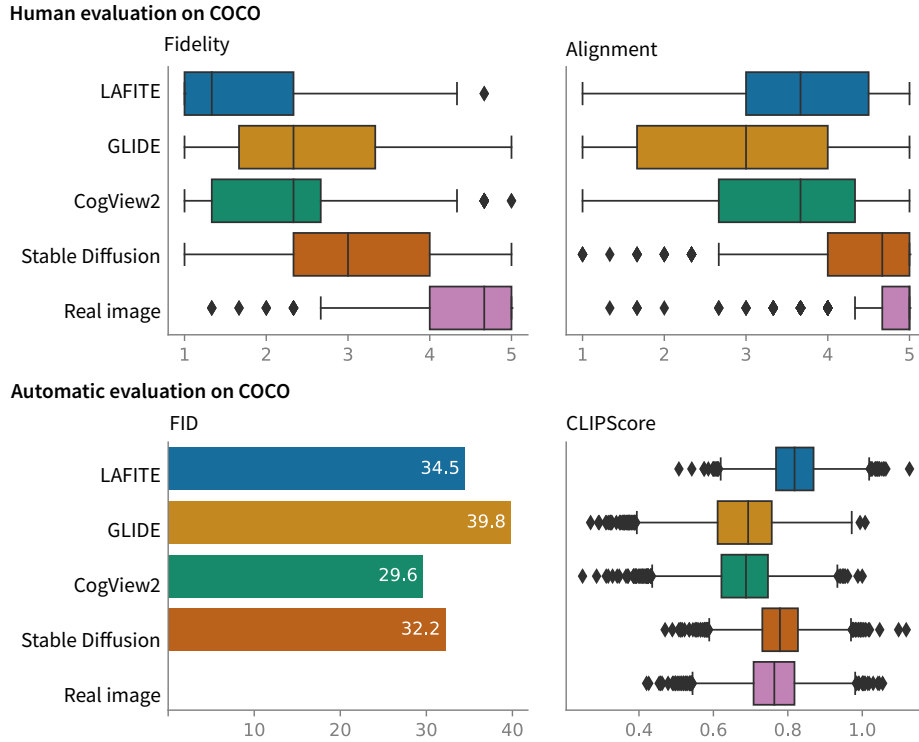 Human evaluation on COCO
Fidelity
LAFITE
GLIDE
CogView2
Stable Diffusion
Real image
1 2 3 4 5
Alignment
1 2 3 4 5
Automatic evaluation on COCO
FID
LAFITE 34.5
GLIDE 39.8
CogView2 29.6
Stable Diffusion 32.2
Real image
10 20 30 40
CLIPScore
0.4 0.6 0.8 1.0